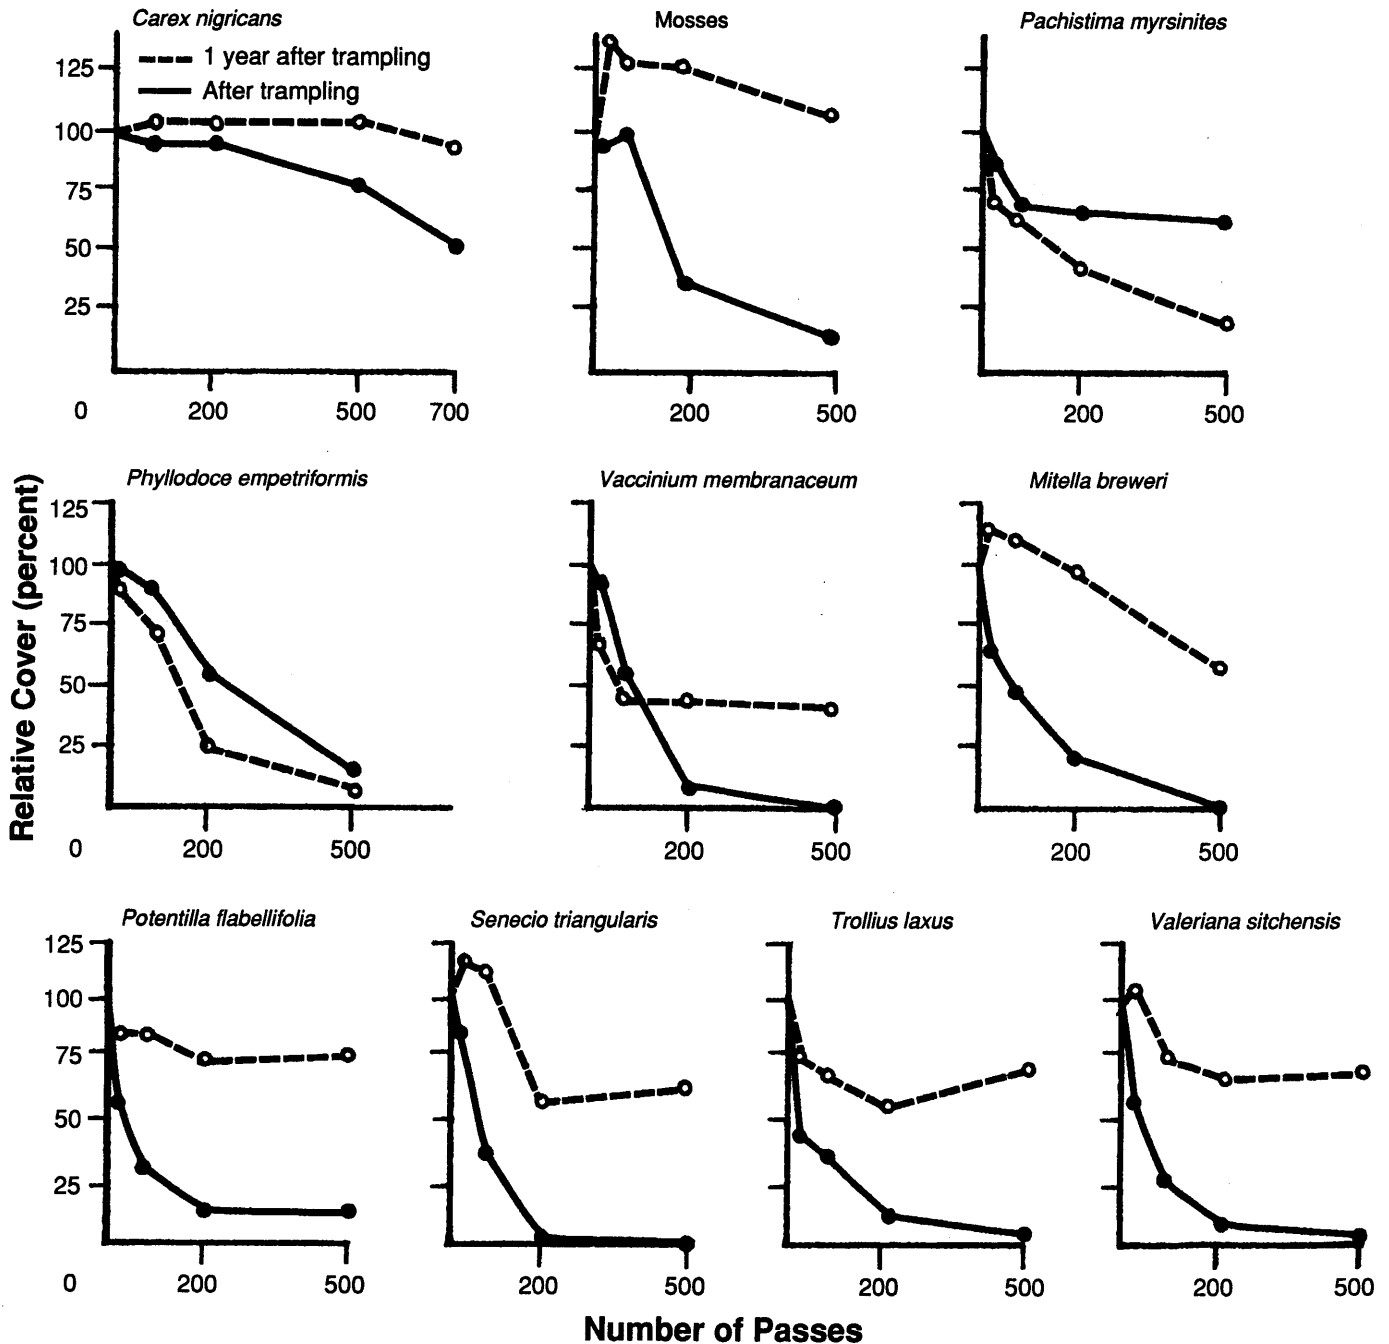 Carex nigricans
Mosses
Pachistima myrsinites
1 year after trampling
After trampling
125
100
75
50
25
0
200
500
700
200
500
200
500
Relative Cover (percent)
Phyllodoce empetriformis
Vaccinium membranaceum
Mitella breweri
125
100
75
50
25
0
200
500
200
500
200
500
Potentilla flabellifolia
Senecio triangularis
Trollius laxus
Valeriana sitchensis
125
100
75
50
25
0
200
500
200
500
200
500
200
500
Number of Passes